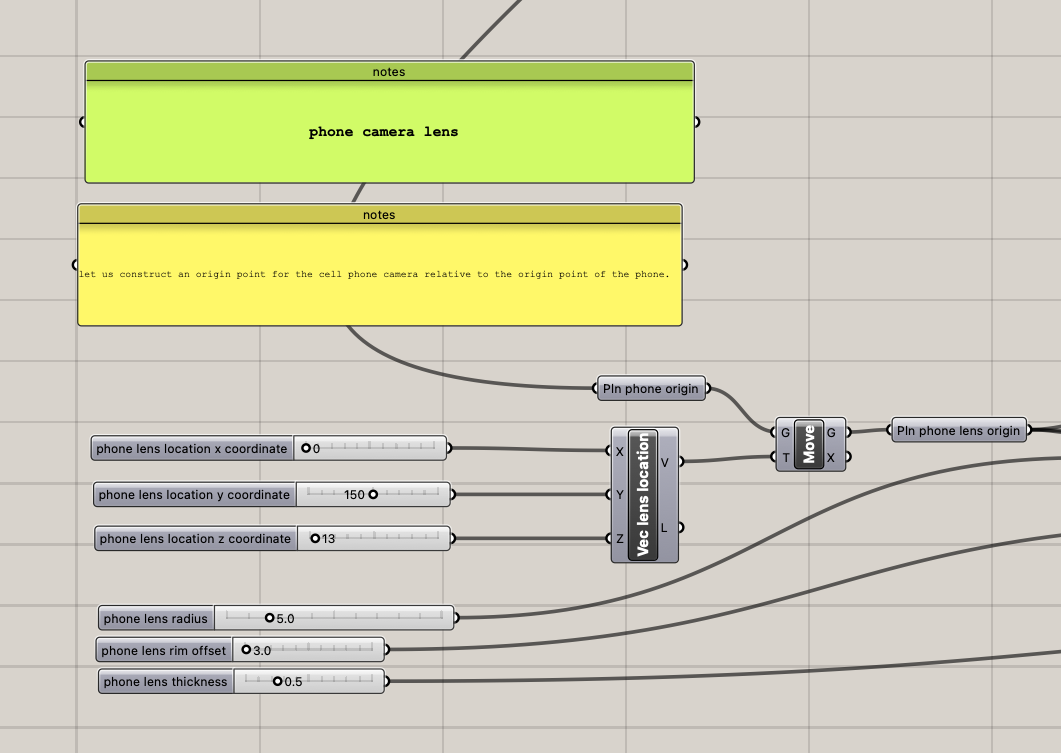 notes
phone camera lens
notes
let us construct an origin point for the cell phone camera relative to the origin point of the phone.
Pln phone origin
G
T
Move
G
X
Pln phone lens origin
phone lens location x coordinate
0
phone lens location y coordinate
150
phone lens location z coordinate
13
X
Y
Z
Vec lens location
V
L
phone lens radius
5.0
phone lens rim offset
3.0
phone lens thickness
0.5